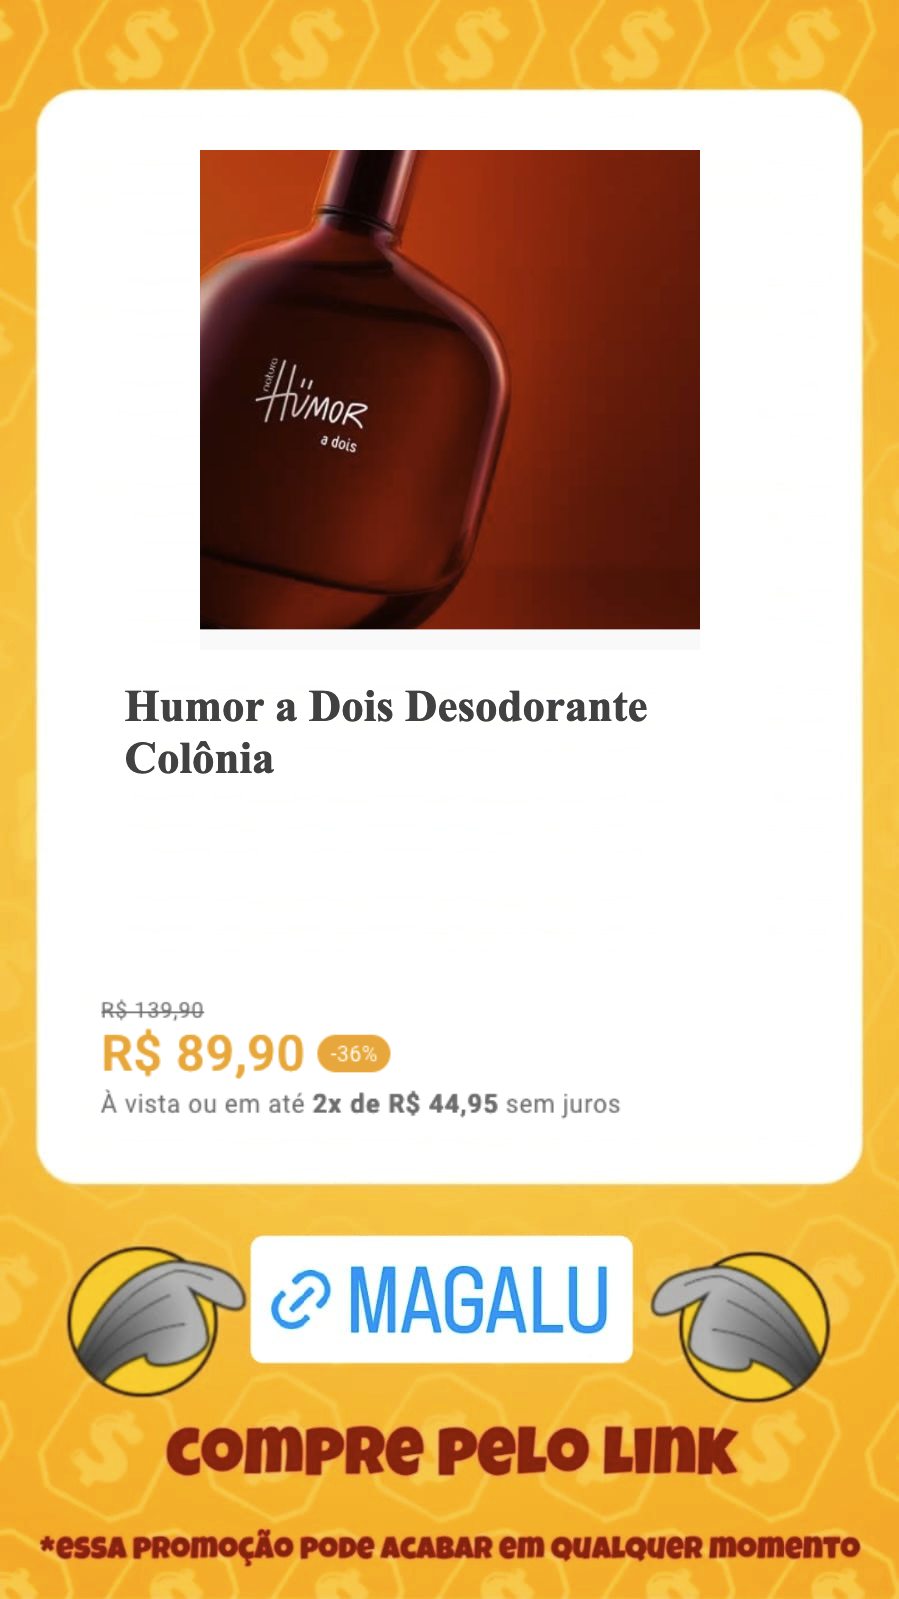 natura
HÜMOR
a dois
Humor a Dois Desodorante
Colônia
R$ 139,90
R$ 89,90 -36%
À vista ou em até 2x de R$ 44,95 sem juros
MAGALU
COMPRE PELO LINK
*ESSA PROMOÇÃO PODE ACABAR EM QUALQUER MOMENTO